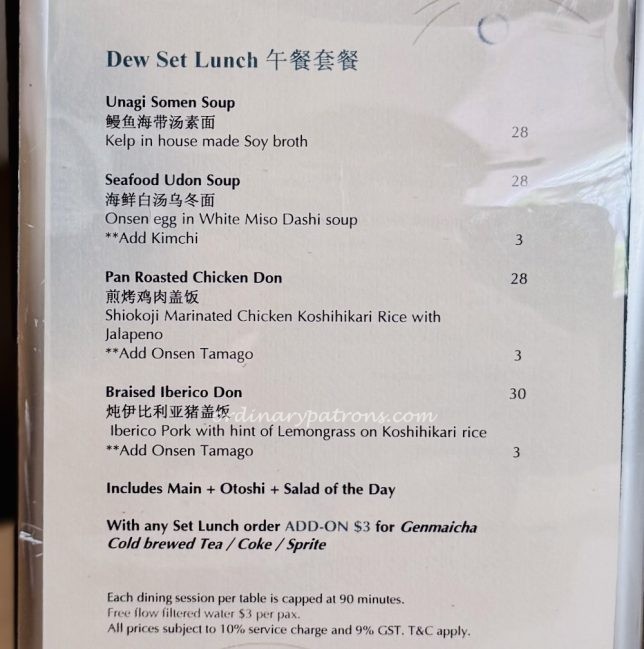 Dew Set Lunch 午餐套餐
Unagi Somen Soup
鳗鱼海带汤素面
Kelp in house made Soy broth 28
Seafood Udon Soup 28
海鲜白汤乌冬面
Onsen egg in White Miso Dashi soup
**Add Kimchi 3
Pan Roasted Chicken Don 28
煎烤鸡肉盖饭
Shiokoji Marinated Chicken Koshihikari Rice with
Jalapeno
**Add Onsen Tamago 3
Braised Iberico Don 30
炖伊比利亚猪盖饭
ordinarypatrons.com
Iberico Pork with hint of Lemongrass on Koshihikari rice
**Add Onsen Tamago 3
Includes Main + Otoshi + Salad of the Day
With any Set Lunch order ADD-ON $3 for Genmaicha
Cold brewed Tea / Coke / Sprite
Each dining session per table is capped at 90 minutes.
Free flow filtered water $3 per pax.
All prices subject to 10% service charge and 9% GST. T&C apply.